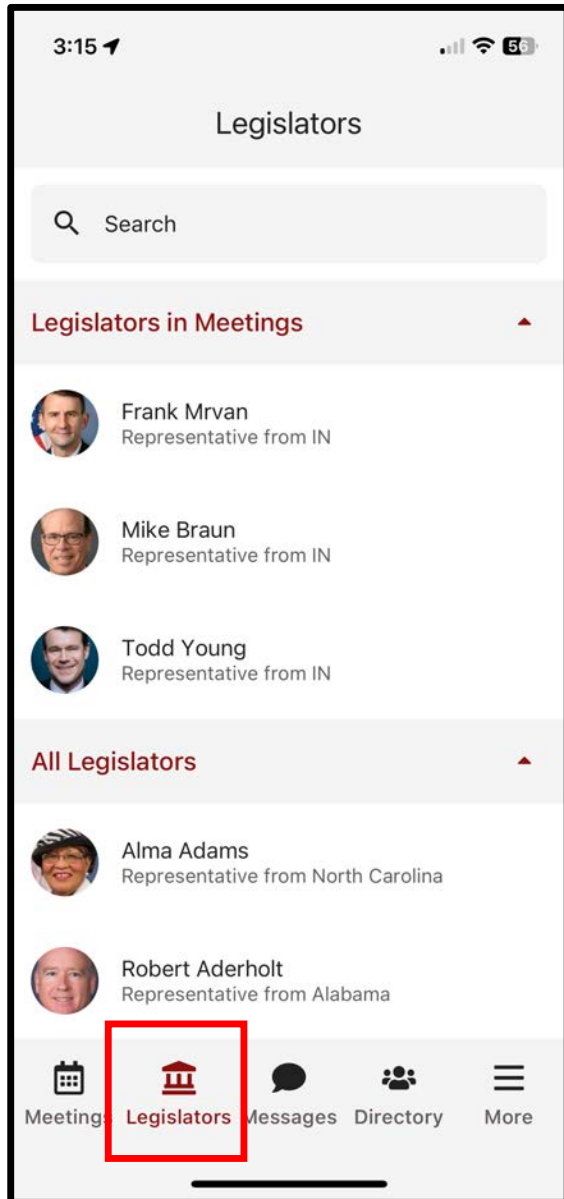 3:15
56
Legislators
Search
Legislators in Meetings
Frank Mrvan
Representative from IN
Mike Braun
Representative from IN
Todd Young
Representative from IN
All Legislators
Alma Adams
Representative from North Carolina
Robert Aderholt
Representative from Alabama
Meetings Legislators Messages Directory More